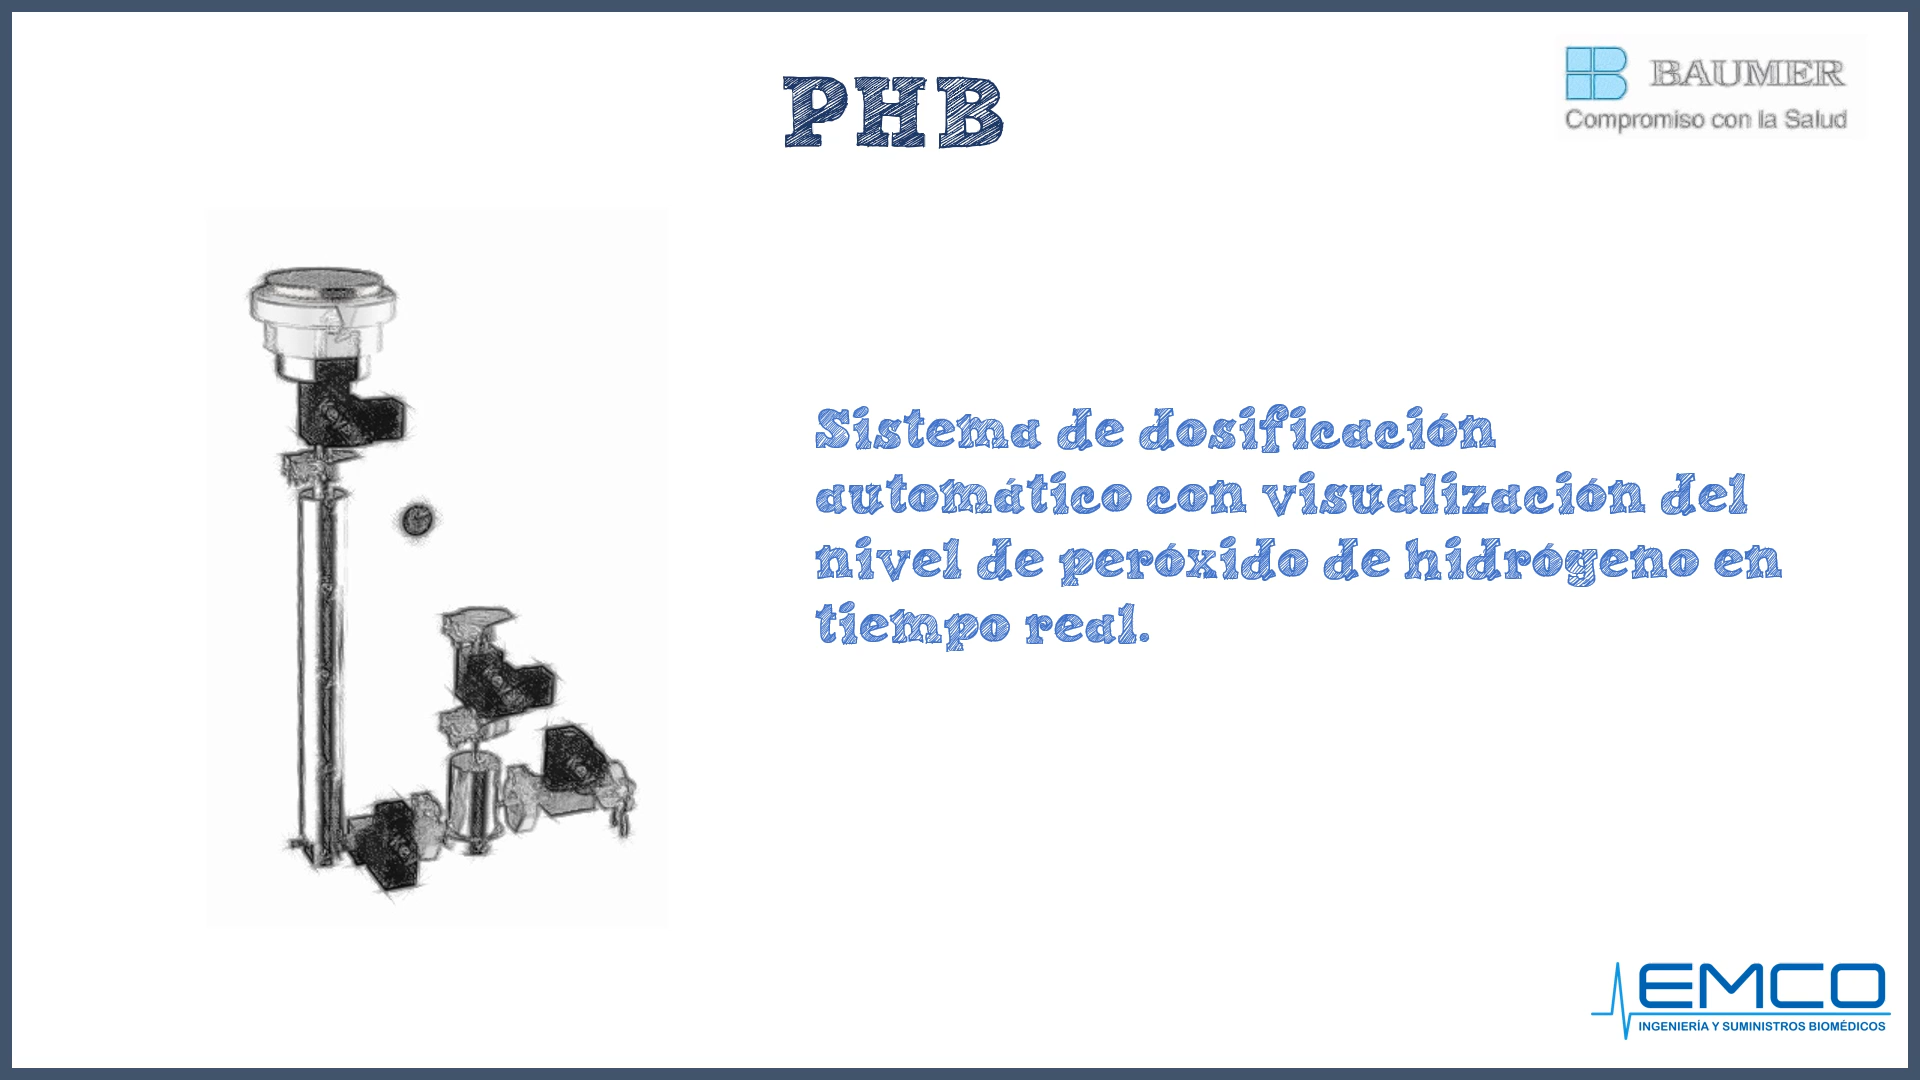 PHB
BAUMER
Compromiso con la Salud
Sistema de dosificación
automático con visualización del
nivel de peróxido de hidrógeno en
tiempo real.
EMCO
INGENIERÍA Y SUMINISTROS BIOMÉDICOS